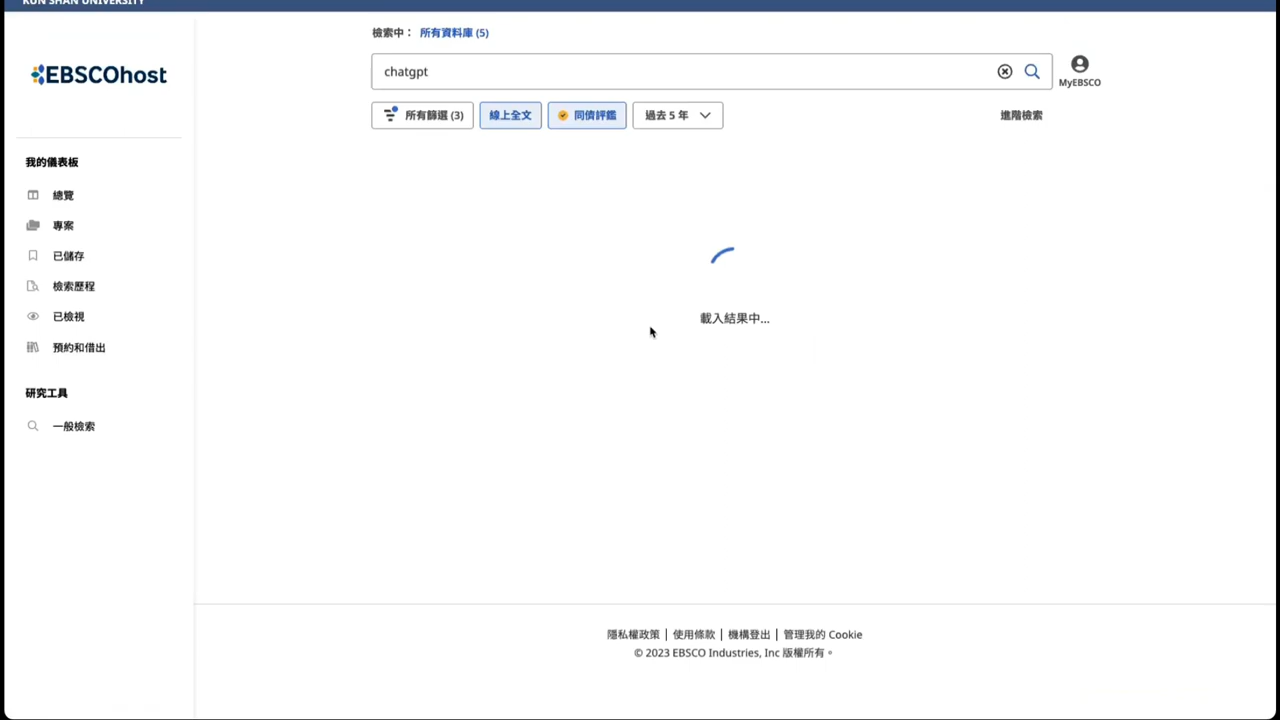 KUN SHAN UNIVERSITY
檢索中： 所有資料庫 (5)
EBSCOhost
chatgpt
MyEBSCO
所有篩選 (3) 線上全文 同儕評鑑 過去 5 年 進階檢索
我的儀表板
總覽
專案
已儲存
檢索歷程
已檢視
預約和借出
研究工具
一般檢索
載入結果中...
隱私權政策 | 使用條款 | 機構登出 | 管理我的 Cookie
© 2023 EBSCO Industries, Inc 版權所有。